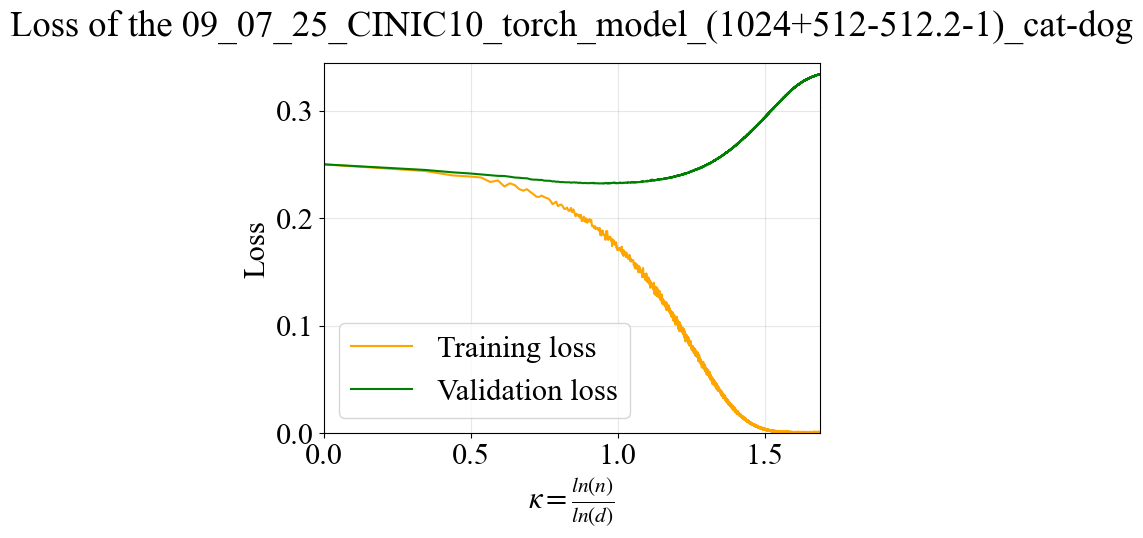 Loss of the 09_07_25_CINIC10_torch_model_(1024+512-512.2-1)_cat-dog
0.3
0.2
0.1
0.0
Loss
Training loss
Validation loss
0.0 0.5 1.0 1.5
κ = ln(n)/ln(d)